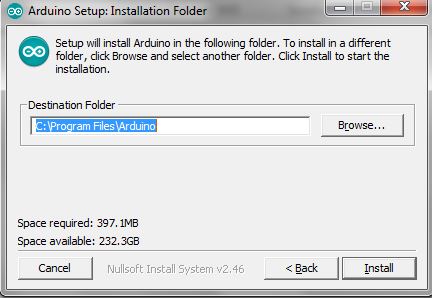 Arduino Setup: Installation Folder
Setup will install Arduino in the following folder. To install in a different
folder, click Browse and select another folder. Click Install to start the
installation.
Destination Folder
C:\Program Files\Arduino
Browse...
Space required: 397.1MB
Space available: 232.3GB
Cancel
Nullsoft Install System v2.46
< Back
Install